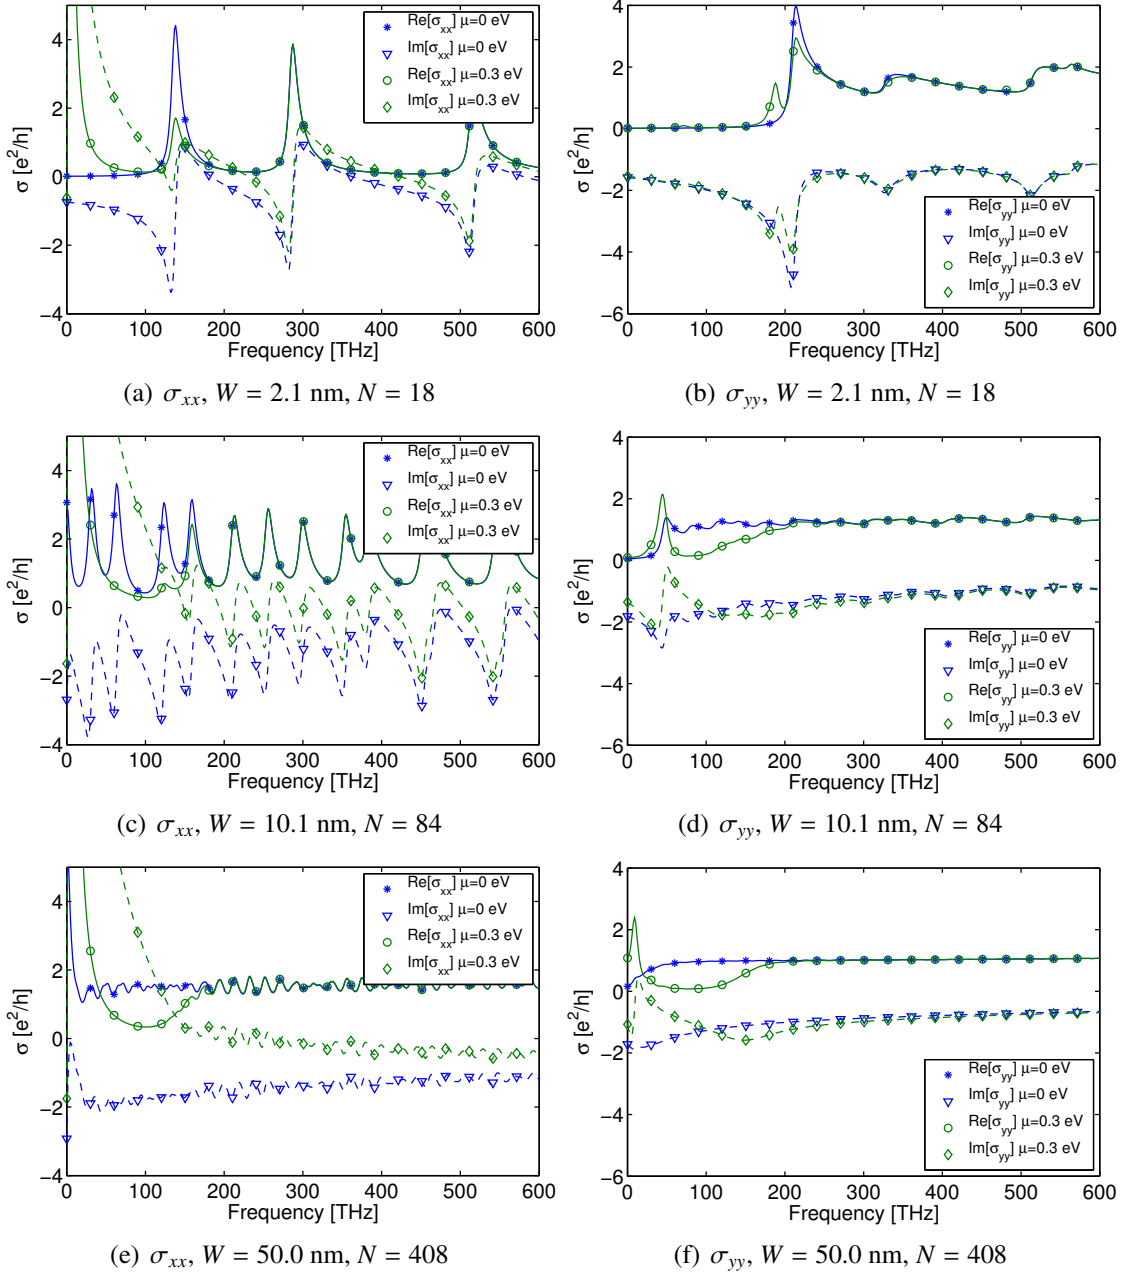 4
2
0
−2
−4
σ [e²/h]
0 100 200 300 400 500 600
Frequency [THz]
Re[σxx] μ=0 eV
Im[σxx] μ=0 eV
Re[σxx] μ=0.3 eV
Im[σxx] μ=0.3 eV
(a) σxx, W = 2.1 nm, N = 18
4
2
0
−2
−4
−6
σ [e²/h]
0 100 200 300 400 500 600
Frequency [THz]
Re[σyy] μ=0 eV
Im[σyy] μ=0 eV
Re[σyy] μ=0.3 eV
Im[σyy] μ=0.3 eV
(b) σyy, W = 2.1 nm, N = 18
4
2
0
−2
−4
σ [e²/h]
0 100 200 300 400 500 600
Frequency [THz]
Re[σxx] μ=0 eV
Im[σxx] μ=0 eV
Re[σxx] μ=0.3 eV
Im[σxx] μ=0.3 eV
(c) σxx, W = 10.1 nm, N = 84
4
2
0
−2
−4
−6
σ [e²/h]
0 100 200 300 400 500 600
Frequency [THz]
Re[σyy] μ=0 eV
Im[σyy] μ=0 eV
Re[σyy] μ=0.3 eV
Im[σyy] μ=0.3 eV
(d) σyy, W = 10.1 nm, N = 84
4
2
0
−2
−4
σ [e²/h]
0 100 200 300 400 500 600
Frequency [THz]
Re[σxx] μ=0 eV
Im[σxx] μ=0 eV
Re[σxx] μ=0.3 eV
Im[σxx] μ=0.3 eV
(e) σxx, W = 50.0 nm, N = 408
4
2
0
−2
−4
−6
σ [e²/h]
0 100 200 300 400 500 600
Frequency [THz]
Re[σyy] μ=0 eV
Im[σyy] μ=0 eV
Re[σyy] μ=0.3 eV
Im[σyy] μ=0.3 eV
(f) σyy, W = 50.0 nm, N = 408